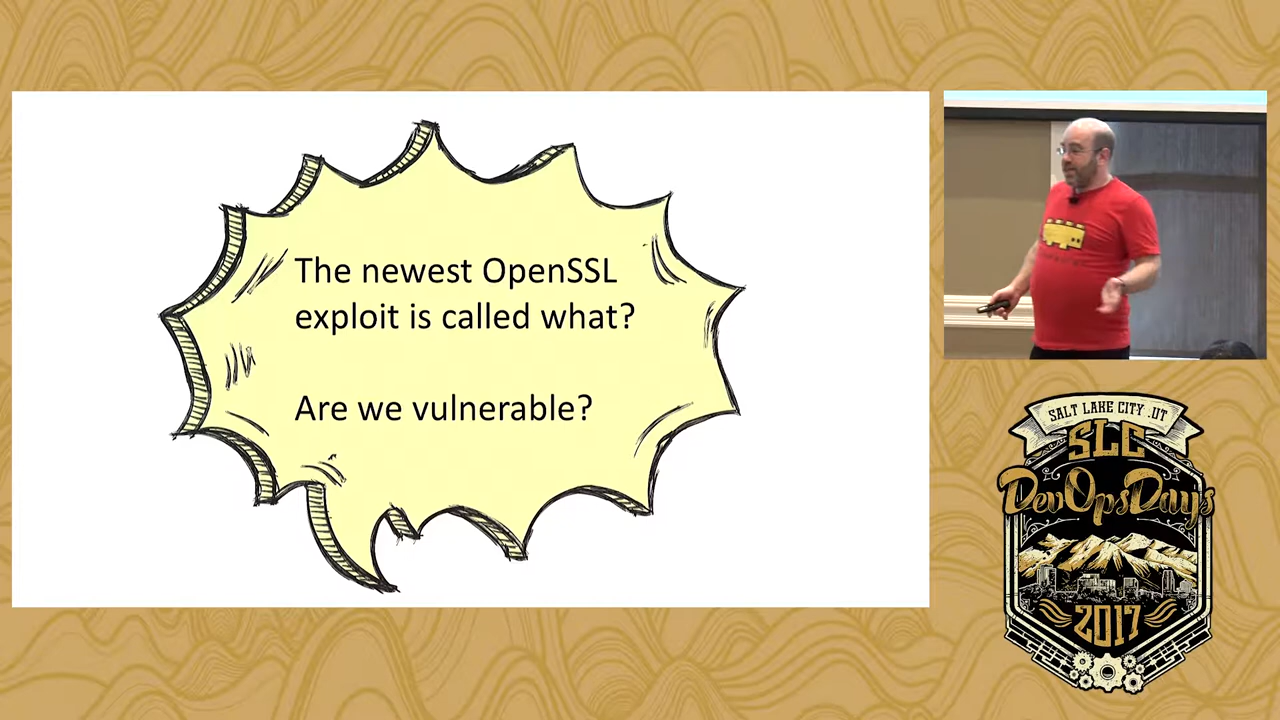 The newest OpenSSL
exploit is called what?
Are we vulnerable?
SALT LAKE CITY .UT
SLC
DevOpsDays
2017